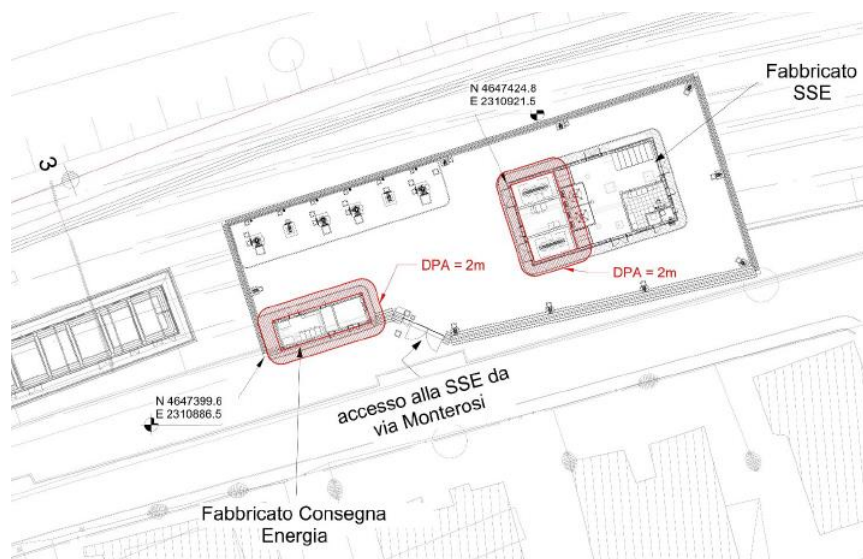 N 4647424.8
E 2310921.5
Fabbricato
SSE
3
DPA = 2m
DPA = 2m
N 4647399.6
E 2310886.5
accesso alla SSE da
via Monterosi
Fabbricato Consegna
Energia